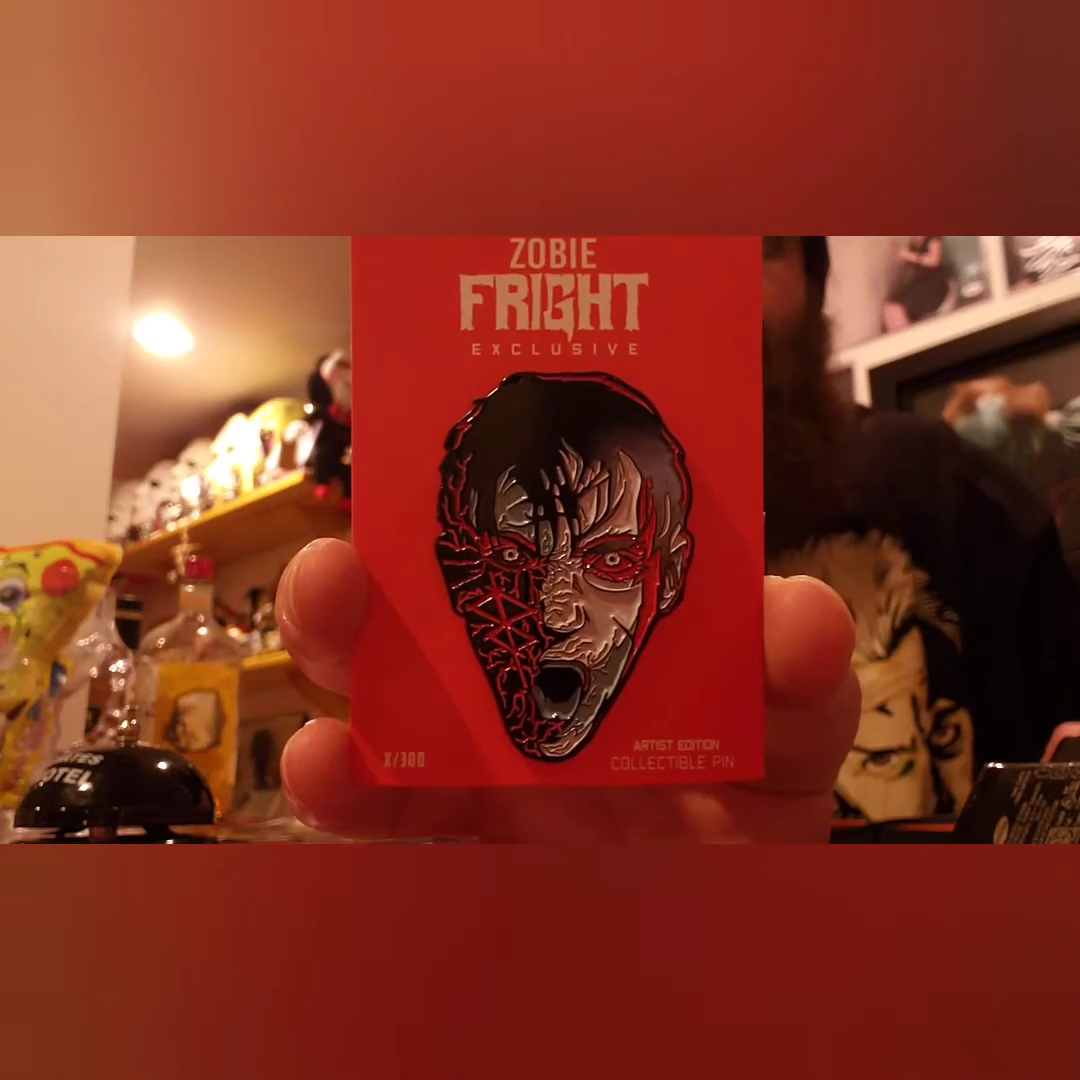 ZOBIE
FRIGHT
EXCLUSIVE
X/300
ARTIST EDITION
COLLECTIBLE PIN